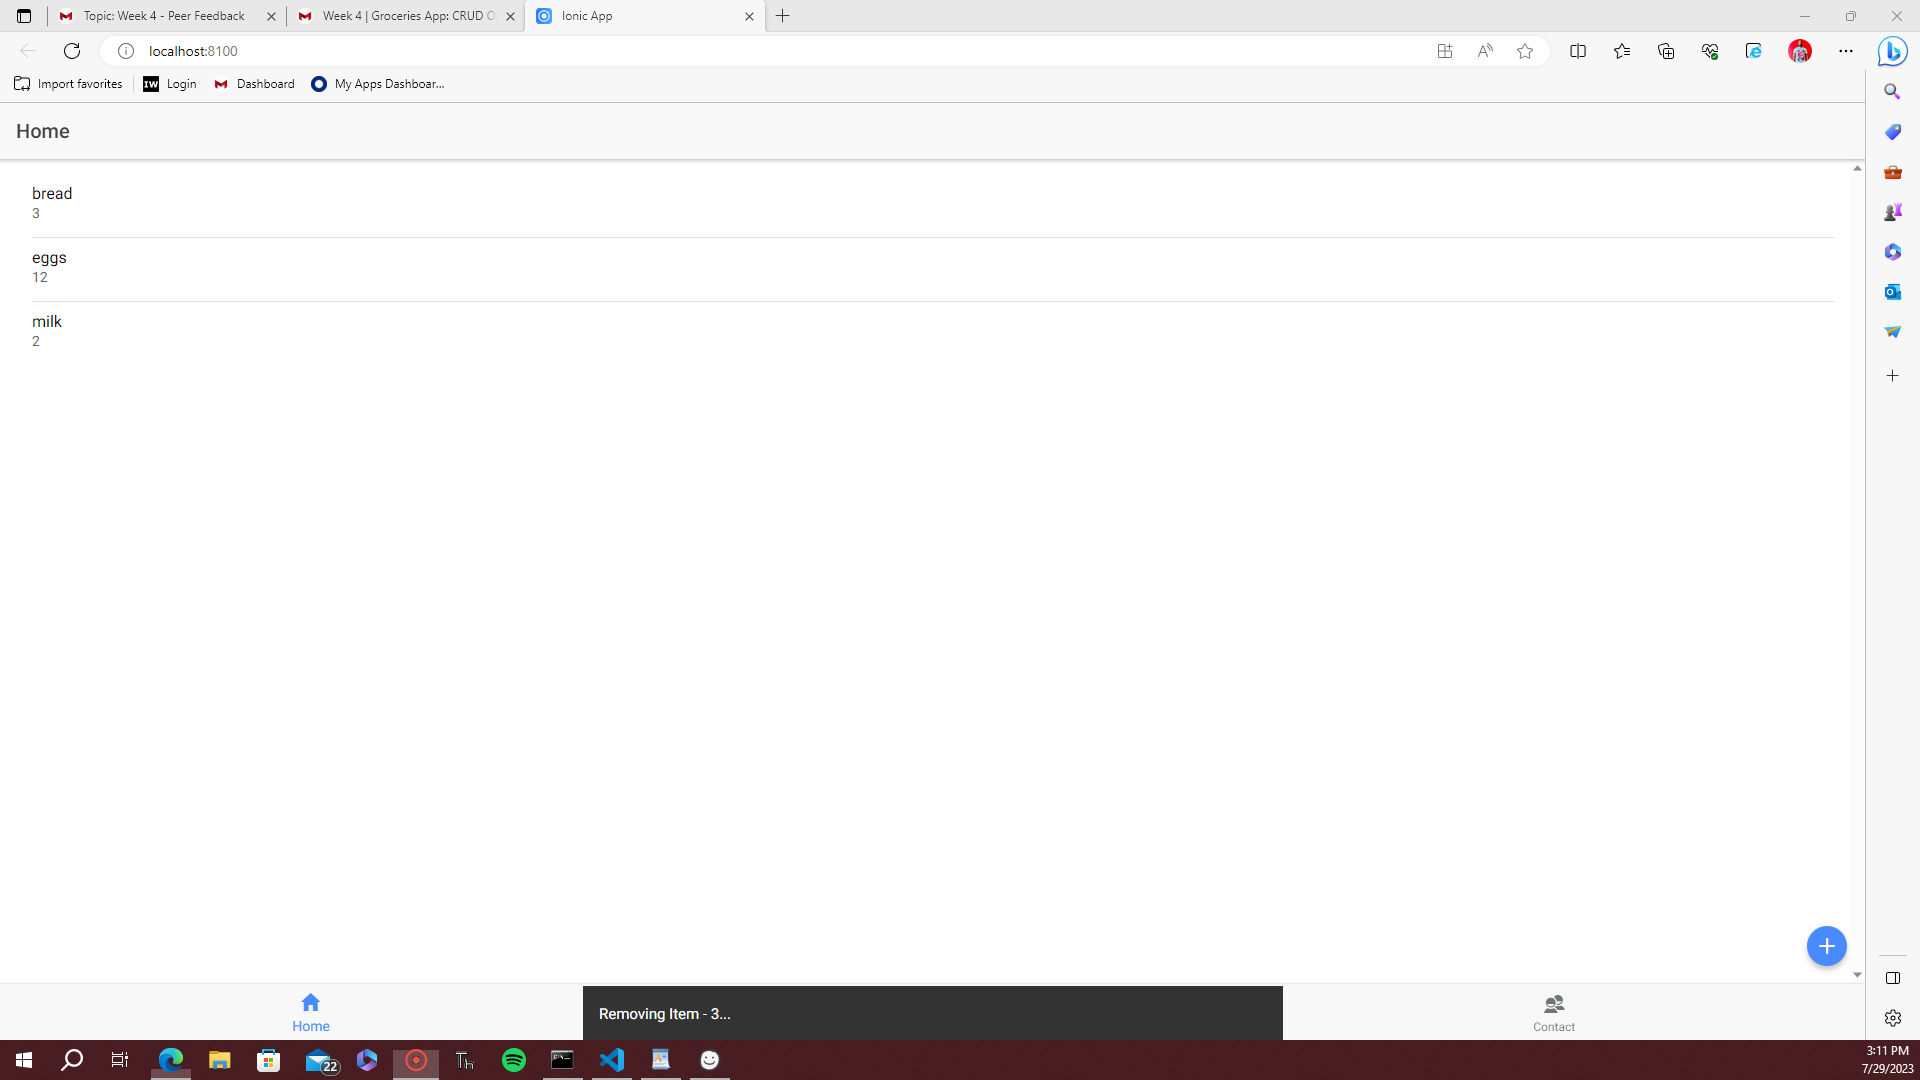 Topic: Week 4 - Peer Feedback
Week 4 | Groceries App: CRUD O
Ionic App
localhost:8100
Import favorites
IW Login
Dashboard
My Apps Dashboar...
Home
bread
3
eggs
12
milk
2
Home
Removing Item - 3...
Contact
22
3:11 PM
7/29/2023